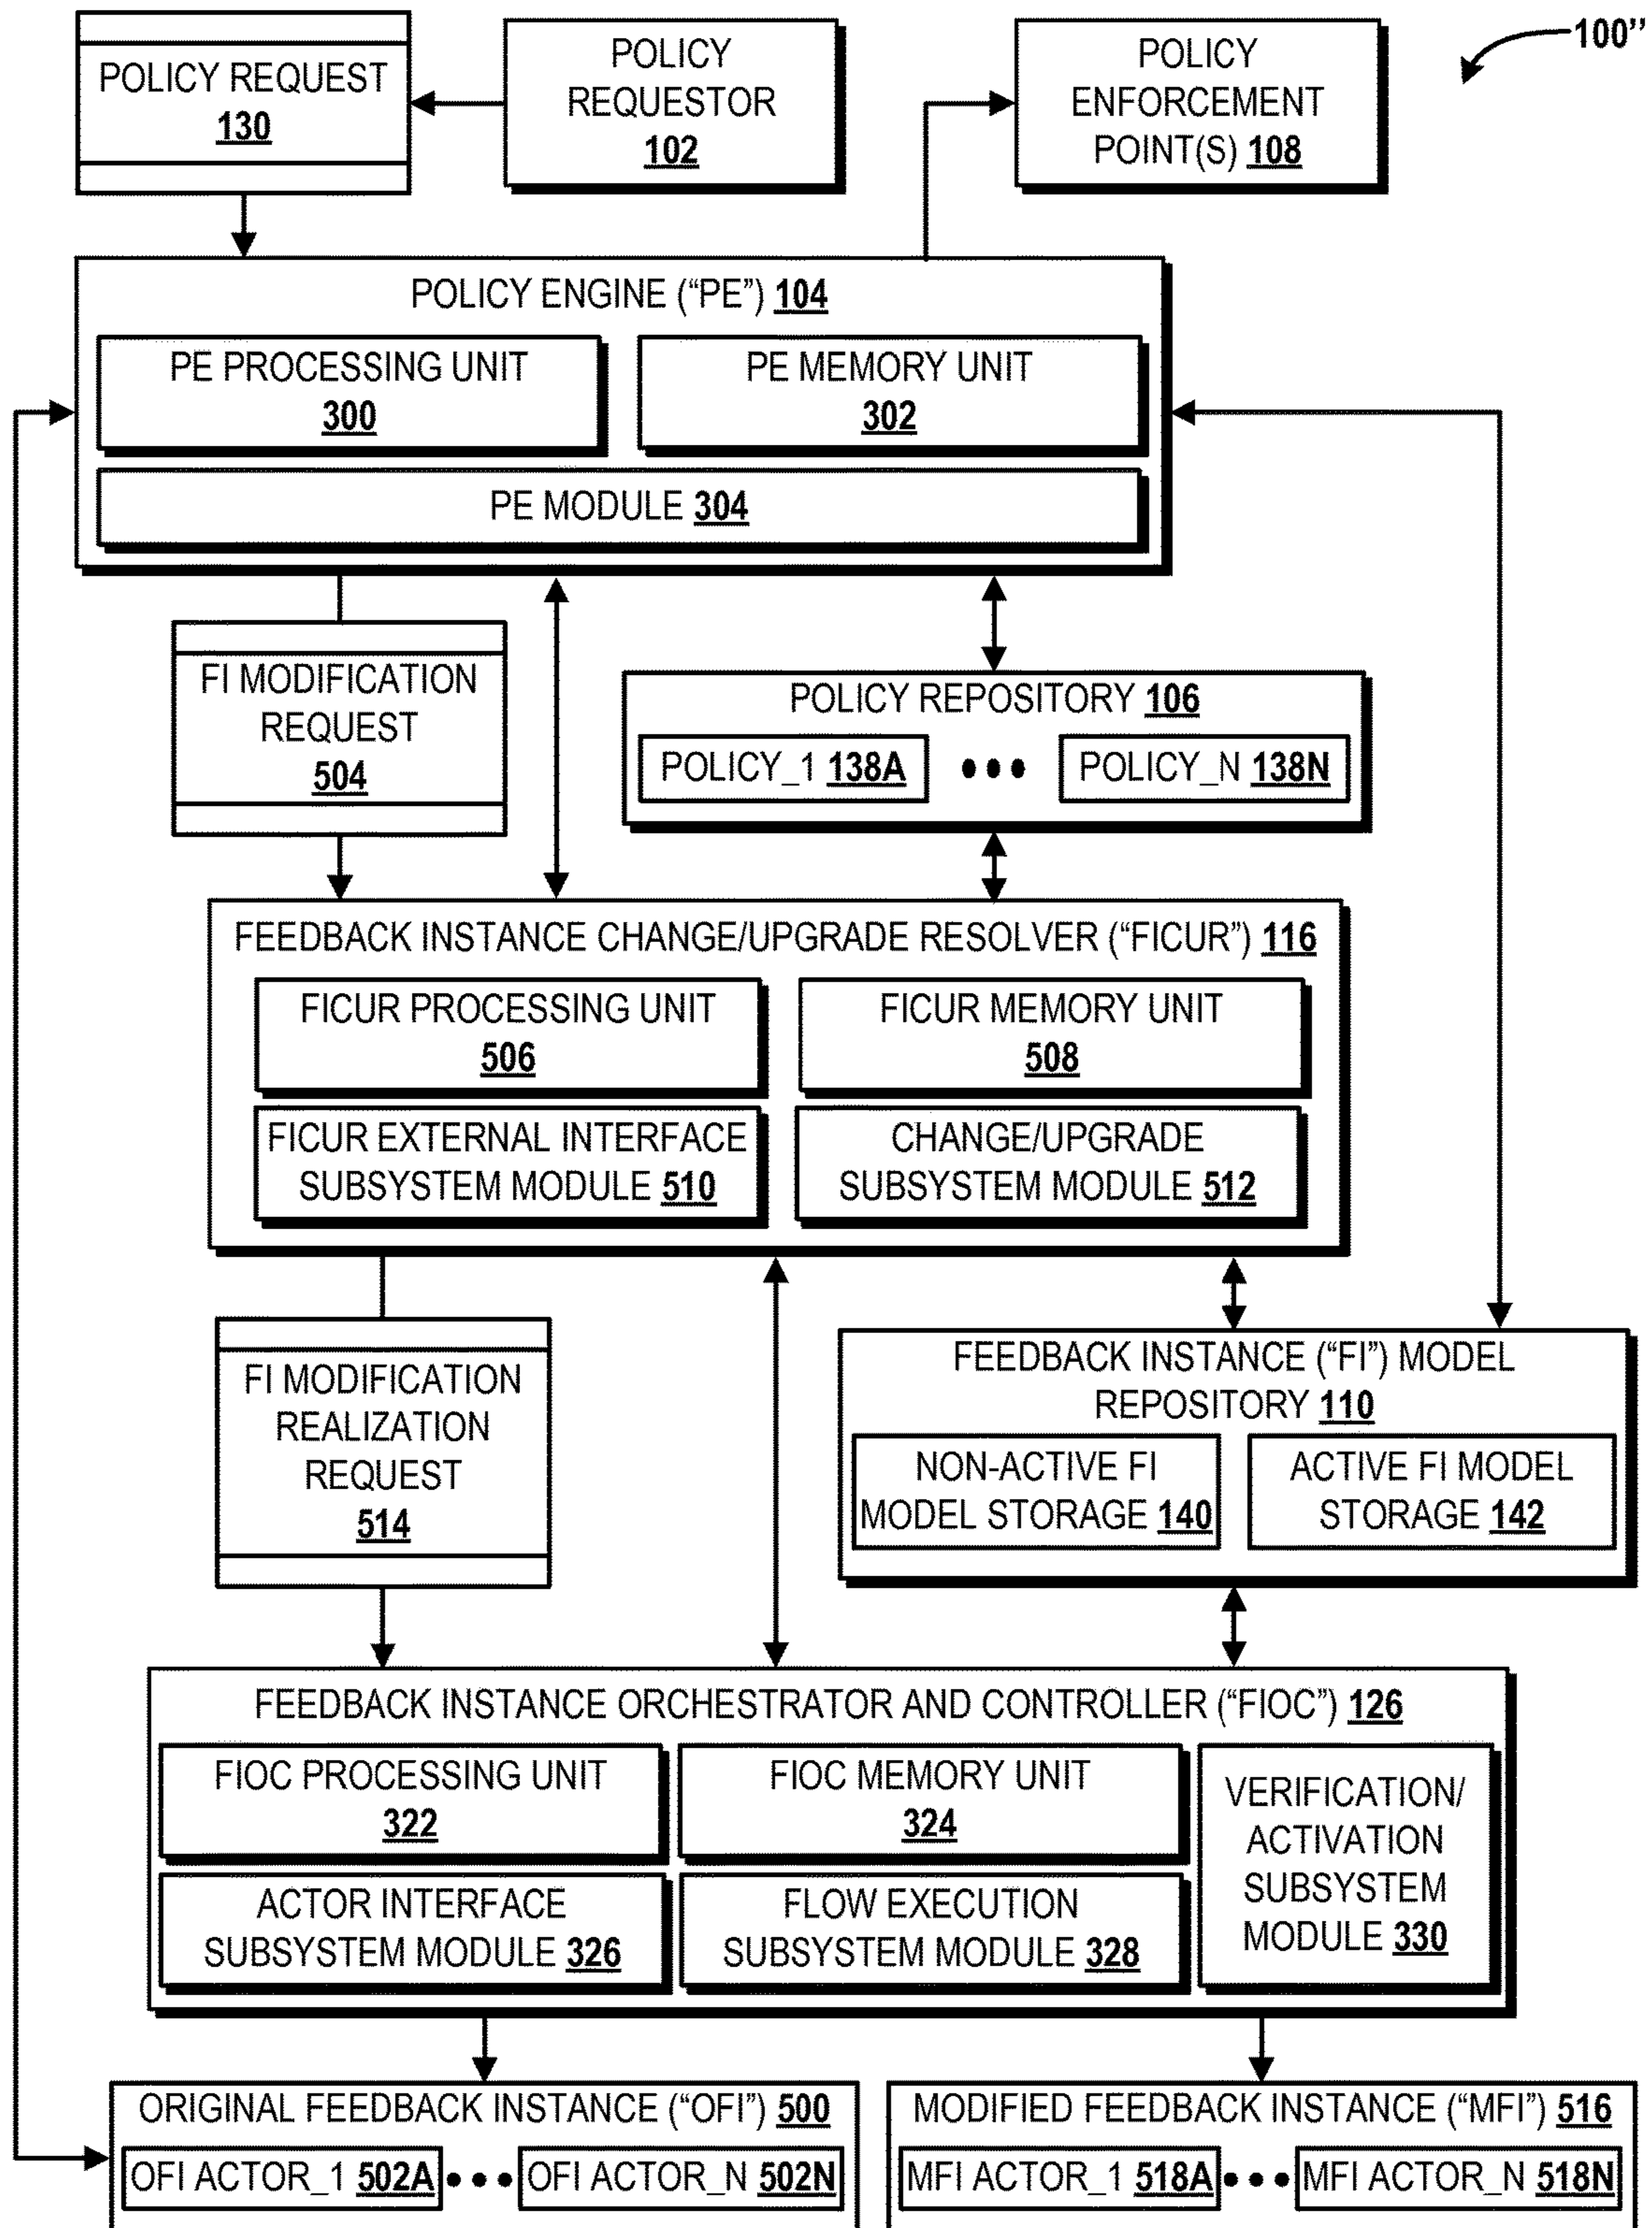 100''
POLICY REQUEST
130
POLICY
REQUESTOR
102
POLICY
ENFORCEMENT
POINT(S) 108
POLICY ENGINE (“PE”) 104
PE PROCESSING UNIT
300
PE MEMORY UNIT
302
PE MODULE 304
FI MODIFICATION
REQUEST
504
POLICY REPOSITORY 106
POLICY_1 138A
POLICY_N 138N
FEEDBACK INSTANCE CHANGE/UPGRADE RESOLVER (“FICUR”) 116
FICUR PROCESSING UNIT
506
FICUR MEMORY UNIT
508
FICUR EXTERNAL INTERFACE
SUBSYSTEM MODULE 510
CHANGE/UPGRADE
SUBSYSTEM MODULE 512
FI MODIFICATION
REALIZATION
REQUEST
514
FEEDBACK INSTANCE (“FI”) MODEL
REPOSITORY 110
NON-ACTIVE FI
MODEL STORAGE 140
ACTIVE FI MODEL
STORAGE 142
FEEDBACK INSTANCE ORCHESTRATOR AND CONTROLLER (“FIOC”) 126
FIOC PROCESSING UNIT
322
FIOC MEMORY UNIT
324
VERIFICATION/
ACTIVATION
SUBSYSTEM
MODULE 330
ACTOR INTERFACE
SUBSYSTEM MODULE 326
FLOW EXECUTION
SUBSYSTEM MODULE 328
ORIGINAL FEEDBACK INSTANCE (“OFI”) 500
OFI ACTOR_1 502A
OFI ACTOR_N 502N
MODIFIED FEEDBACK INSTANCE (“MFI”) 516
MFI ACTOR_1 518A
MFI ACTOR_N 518N